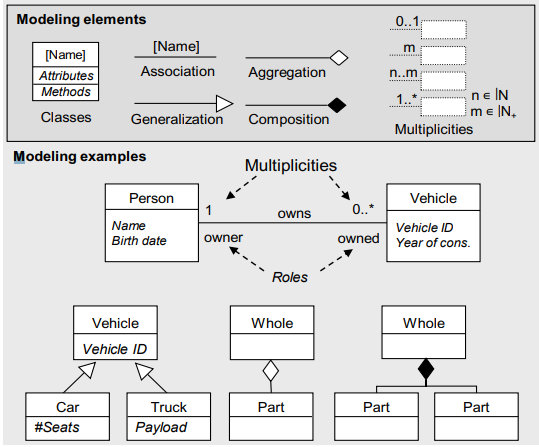 Modeling elements
[Name]
Attributes
Methods
Classes
[Name]
Association
Aggregation
Generalization
Composition
0..1
m
n..m
1..*
n ∈ |N
m ∈ |N+
Multiplicities
Modeling examples
Multiplicities
Person
Name
Birth date
1
owns
0..*
owner
owned
Roles
Vehicle
Vehicle ID
Year of cons.
Vehicle
Vehicle ID
Car
#Seats
Truck
Payload
Whole
Part
Whole
Part
Part